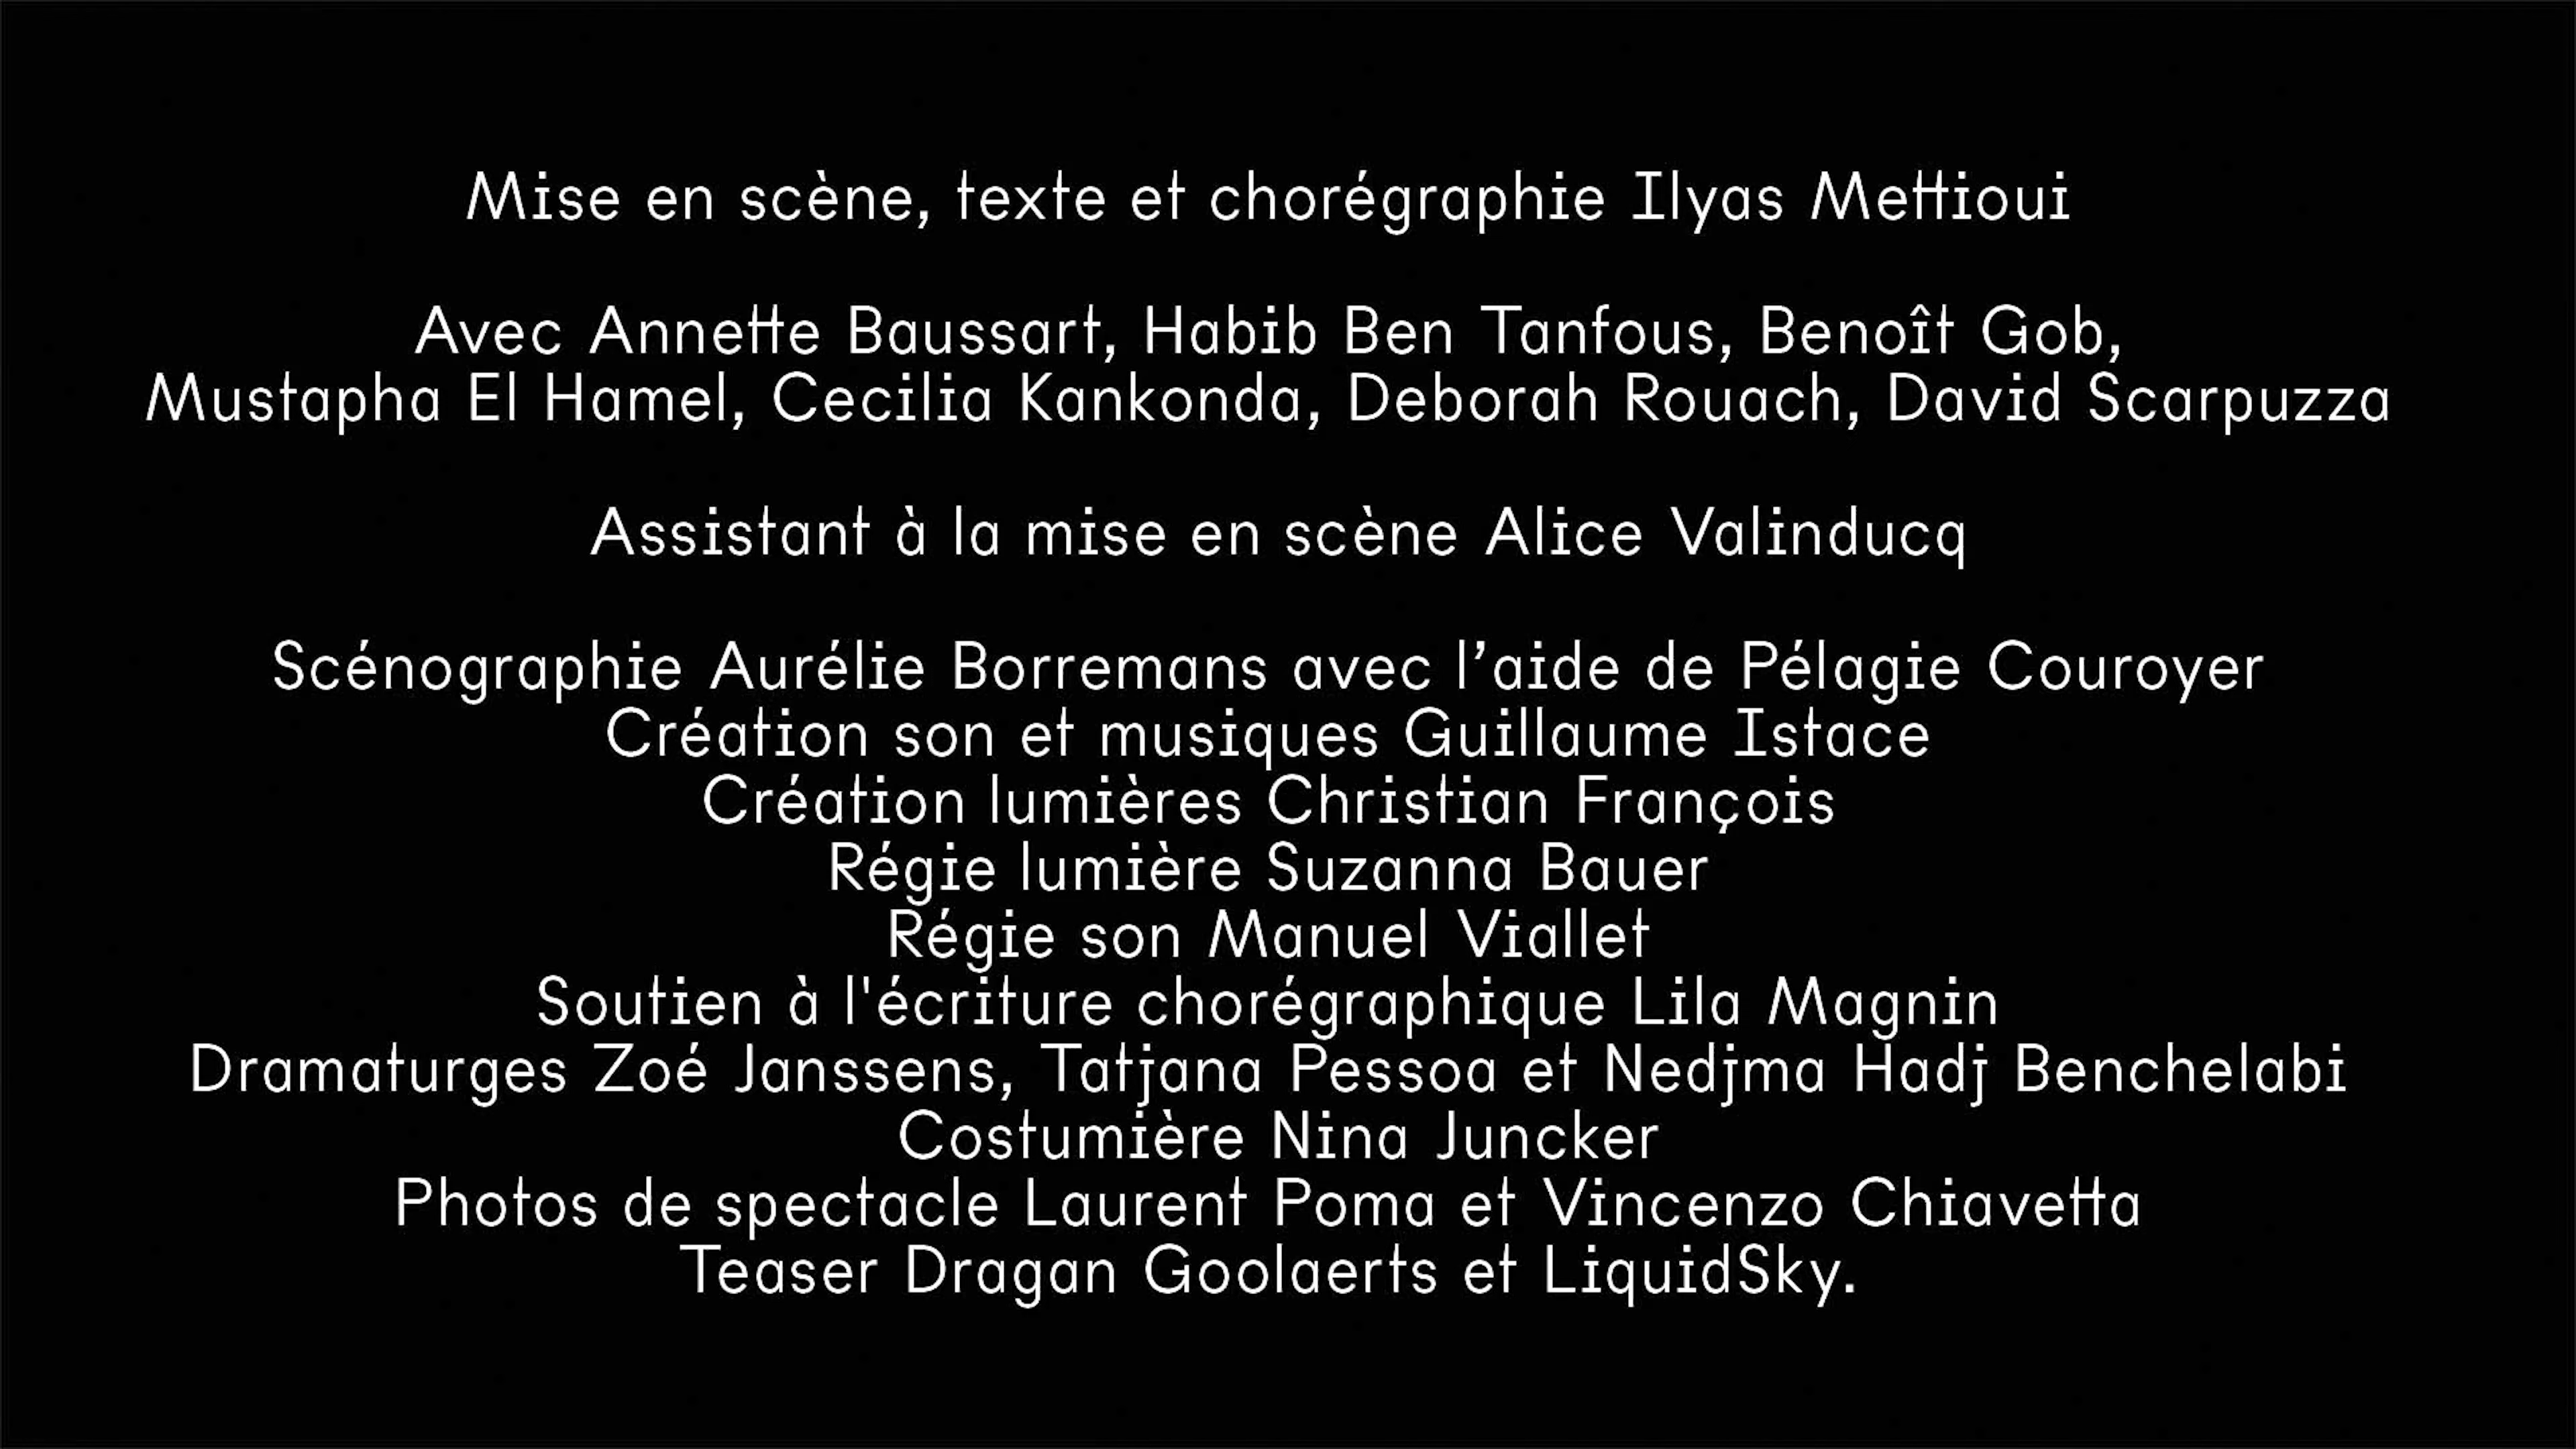 Mise en scène, texte et chorégraphie Ilyas Mettioui
Avec Annette Baussart, Habib Ben Tanfous, Benoît Gob,
Mustapha El Hamel, Cecilia Kankonda, Deborah Rouach, David Scarpuzza
Assistant à la mise en scène Alice Valinducq
Scénographie Aurélie Borremans avec l’aide de Pélagie Couroyer
Création son et musiques Guillaume Istace
Création lumières Christian François
Régie lumière Suzanna Bauer
Régie son Manuel Viallet
Soutien à l'écriture chorégraphique Lila Magnin
Dramaturges Zoé Janssens, Tatjana Pessoa et Nedjma Hadj Benchelabi
Costumière Nina Juncker
Photos de spectacle Laurent Poma et Vincenzo Chiavetta
Teaser Dragan Goolaerts et LiquidSky.